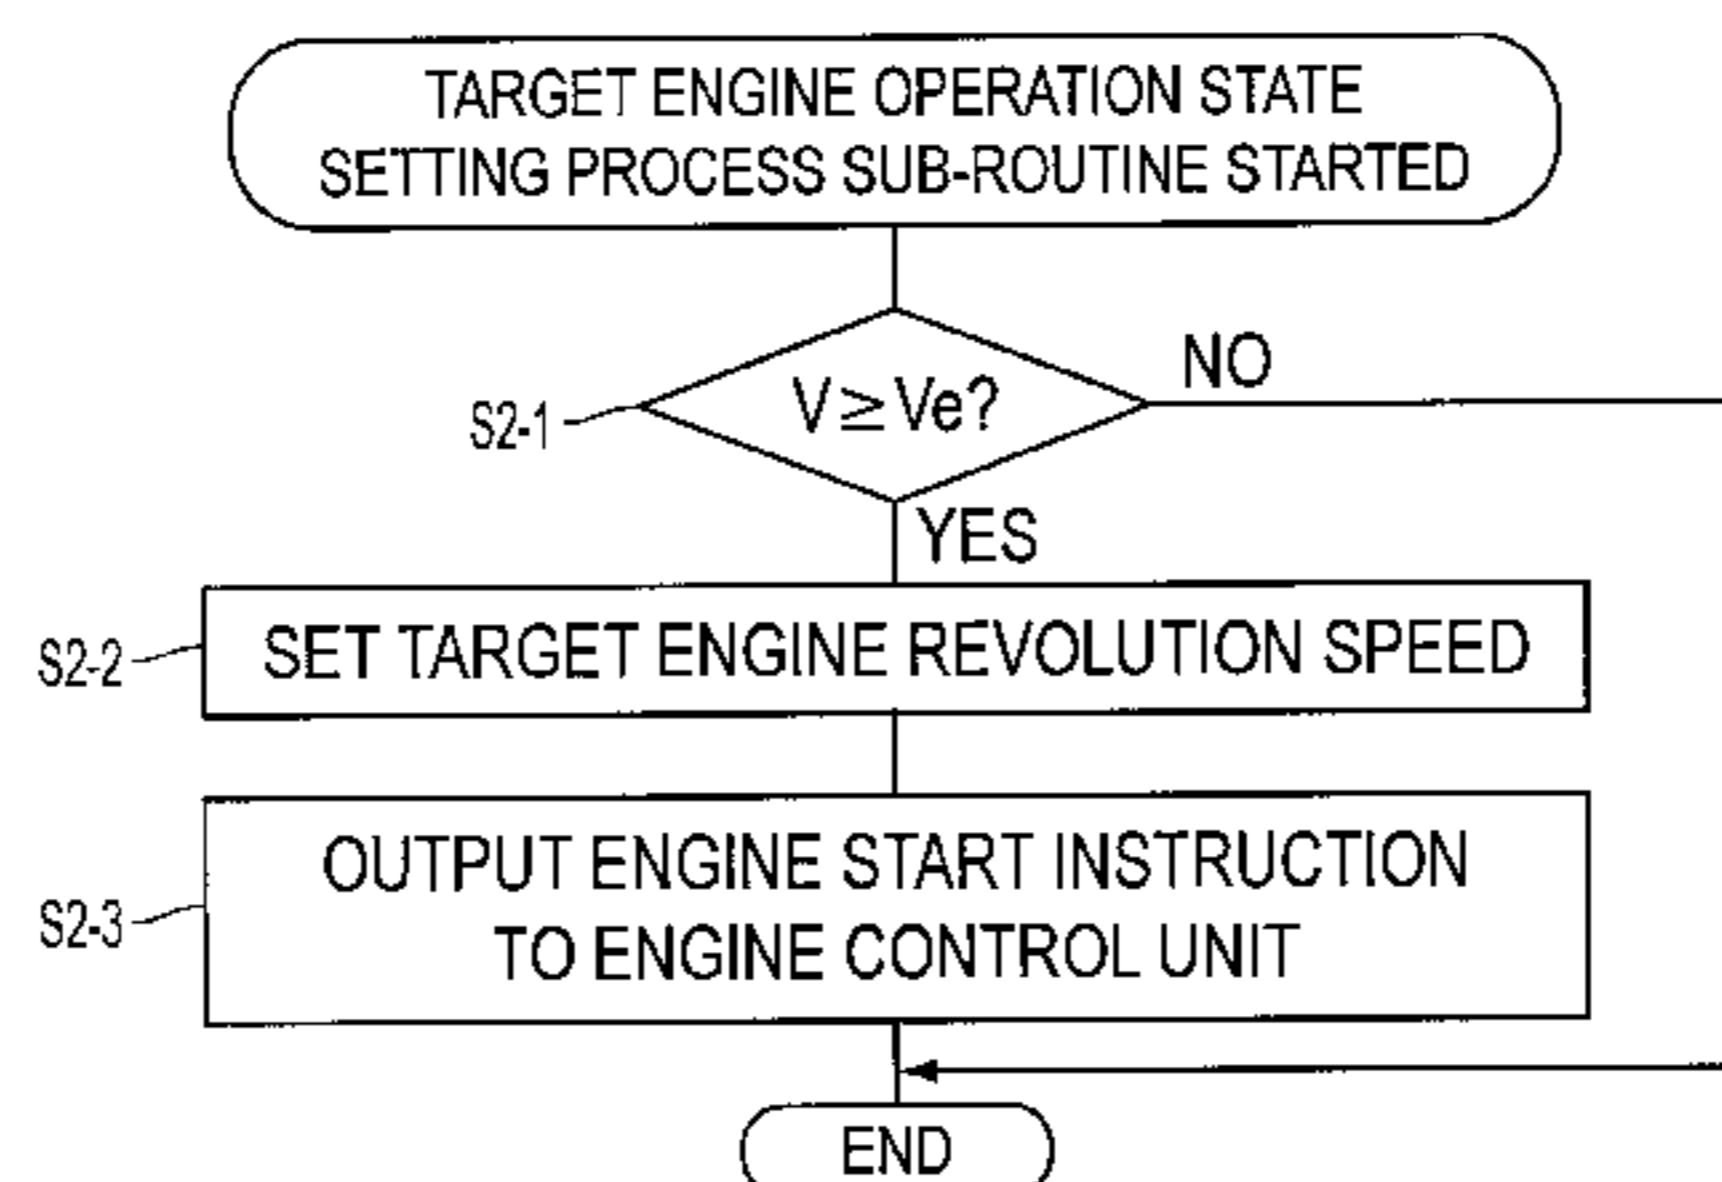 TARGET ENGINE OPERATION STATE
SETTING PROCESS SUB-ROUTINE STARTED
NO
V≧Ve?
S2-1
YES
S2-2
SET TARGET ENGINE REVOLUTION SPEED
OUTPUT ENGINE START INSTRUCTION
S2-3
TO ENGINE CONTROL UNIT
END